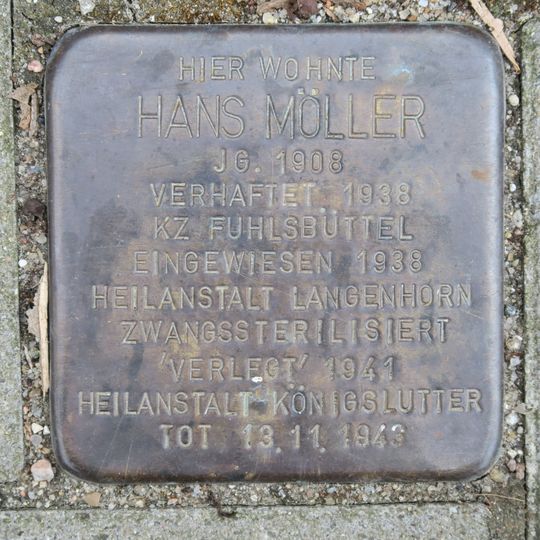 HIER WOHNTE
HANS MÖLLER
JG. 1908
VERHAFTET 1938
KZ FUHLSBÜTTEL
EINGEWIESEN 1938
HEILANSTALT LANGENHORN
ZWANGSSTERILISIERT
'VERLEGT' 1941
HEILANSTALT KÖNIGSLUTTER
TOT 13.11.1943